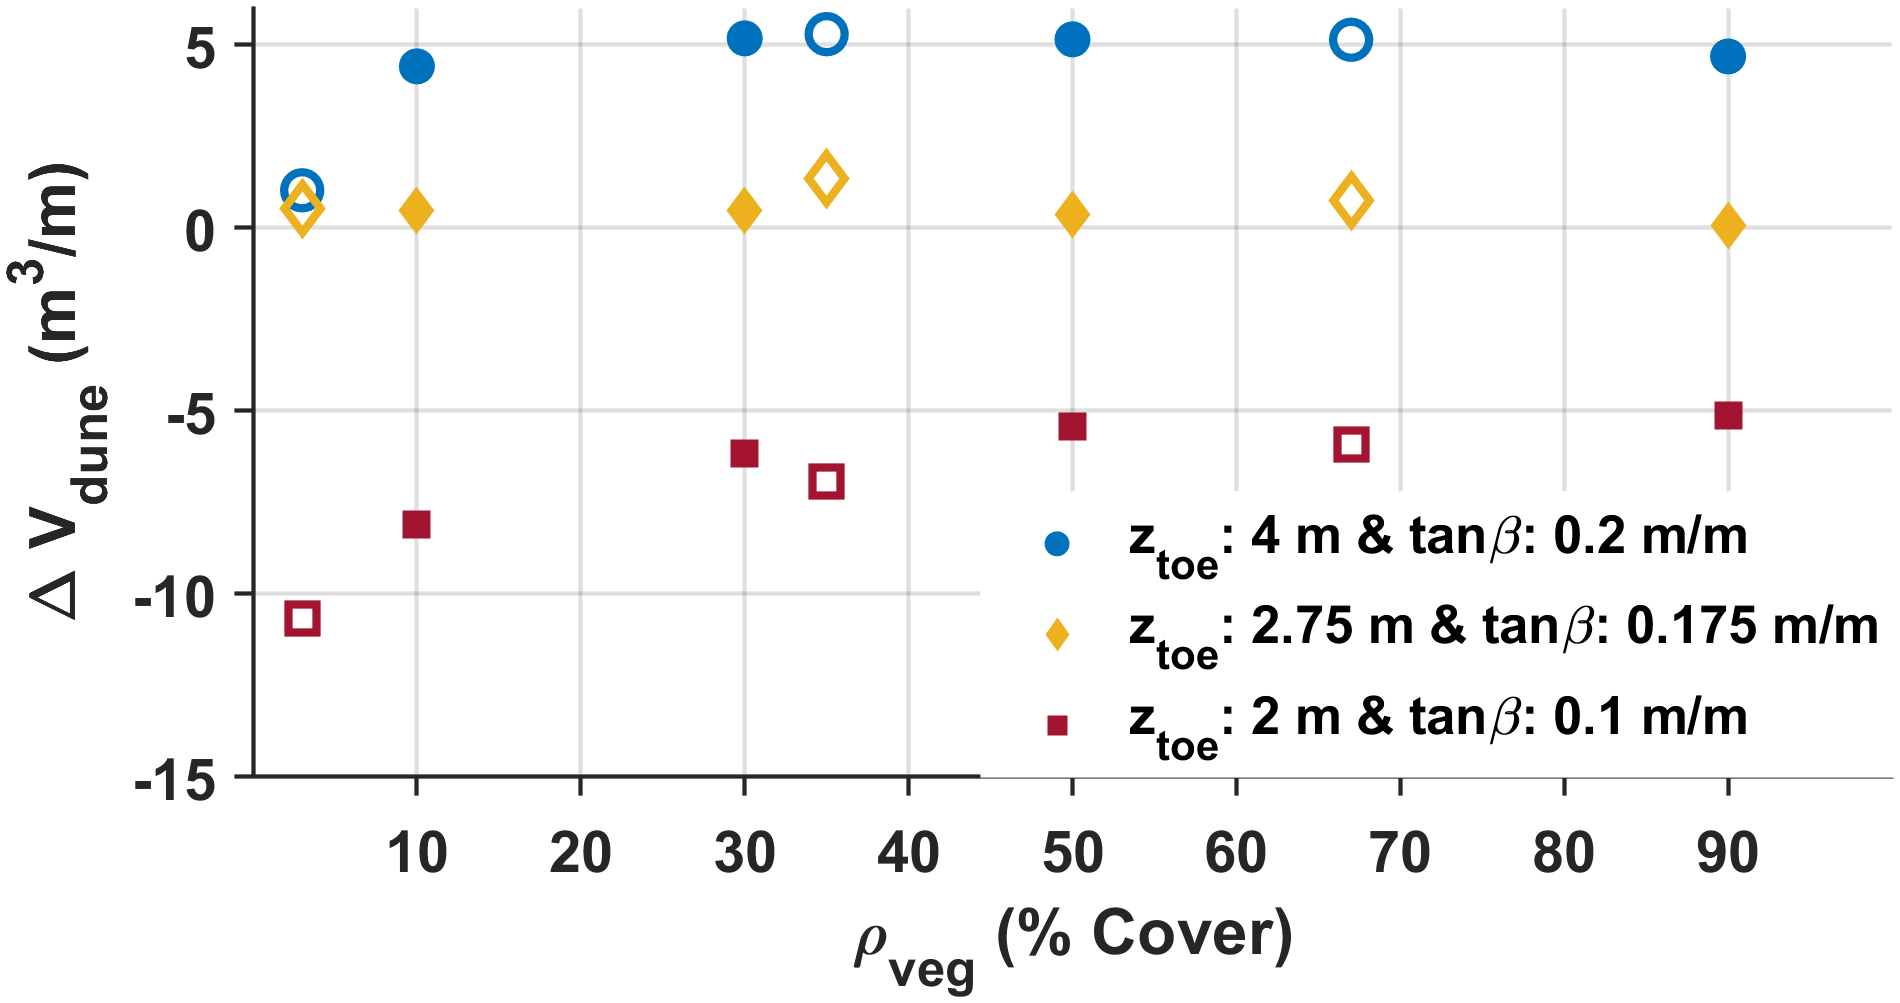 Δ V_dune (m^3/m)
5
0
-5
-10
-15
z_toe: 4 m & tanβ: 0.2 m/m
z_toe: 2.75 m & tanβ: 0.175 m/m
z_toe: 2 m & tanβ: 0.1 m/m
10 20 30 40 50 60 70 80 90
ρ_veg (% Cover)